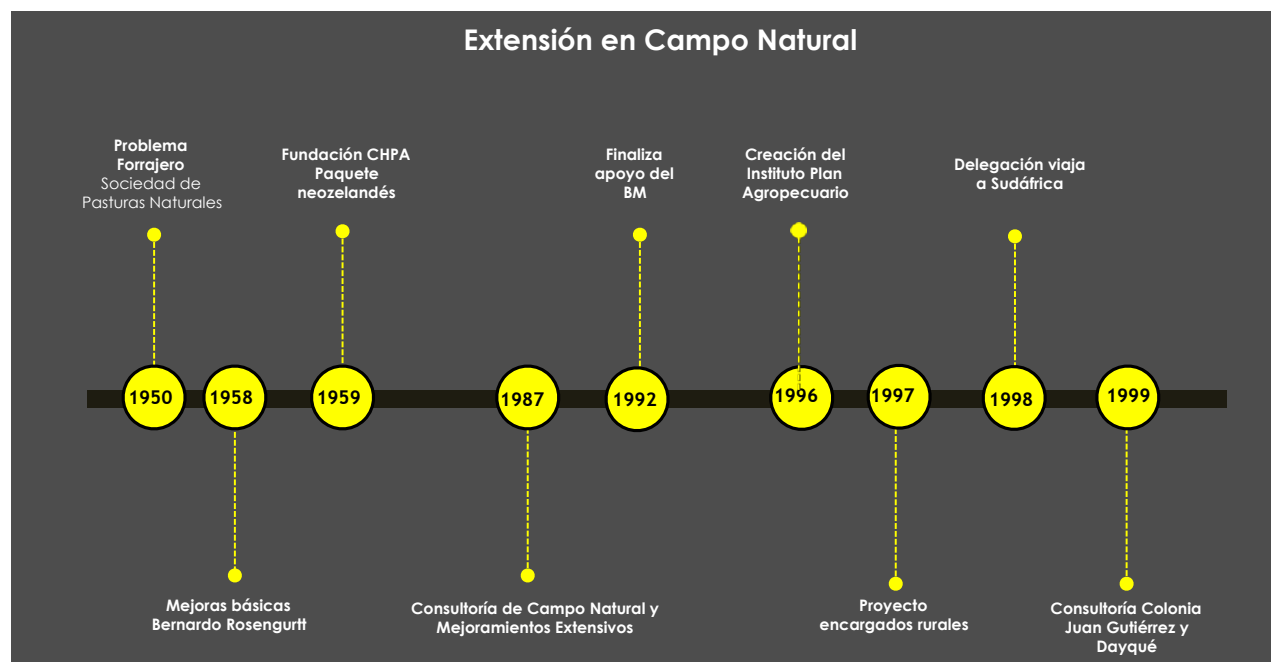 Extensión en Campo Natural
Problema
Forrajero
Sociedad de
Pasturas Naturales
Fundación CHPA
Paquete
neozelandés
Finaliza
apoyo del
BM
Creación del
Instituto Plan
Agropecuario
Delegación viaja
a Sudáfrica
1950
1958
1959
1987
1992
1996
1997
1998
1999
Mejoras básicas
Bernardo Rosengurtt
Consultoría de Campo Natural y
Mejoramientos Extensivos
Proyecto
encargados rurales
Consultoría Colonia
Juan Gutiérrez y
Dayqué